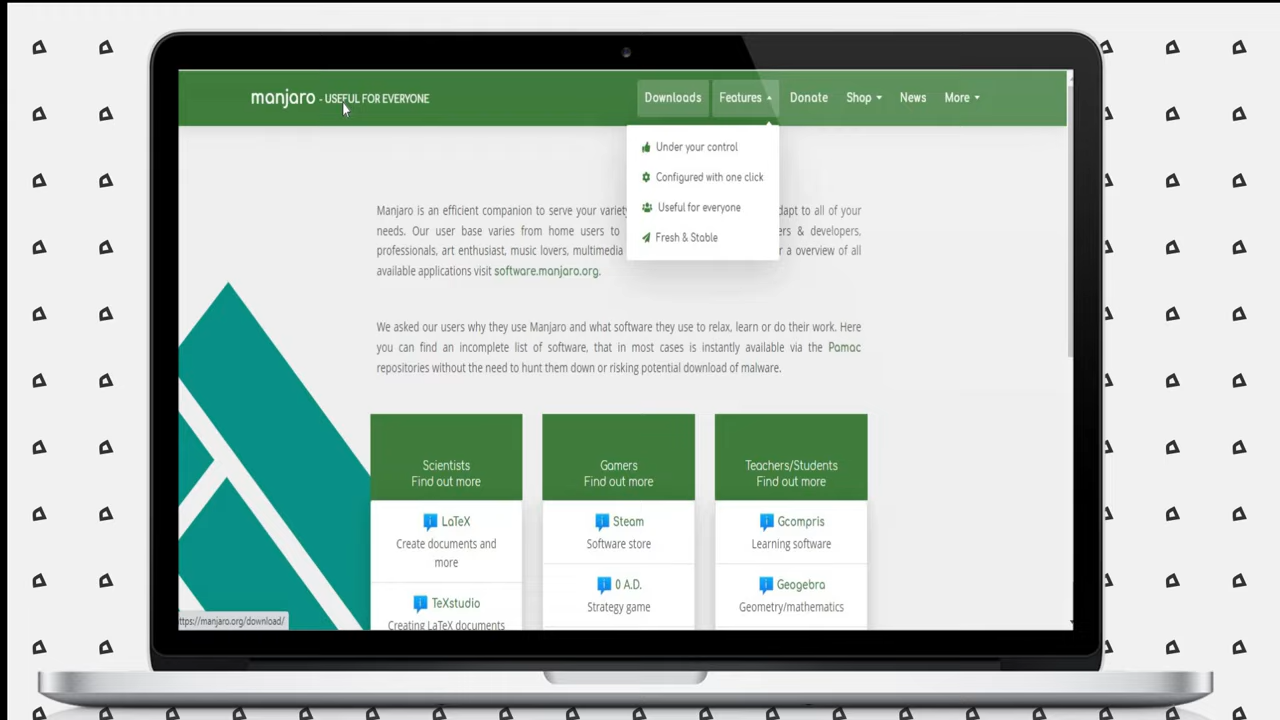 manjaro - USEFUL FOR EVERYONE
Downloads Features Donate Shop News More
Under your control
Configured with one click
Useful for everyone
Fresh & Stable
Manjaro is an efficient companion to serve your variety dapt to all of your
needs. Our user base varies from home users to rs & developers,
professionals, art enthusiast, music lovers, multimedia r a overview of all
available applications visit software.manjaro.org.
We asked our users why they use Manjaro and what software they use to relax, learn or do their work. Here
you can find an incomplete list of software, that in most cases is instantly available via the Pamac
repositories without the need to hunt them down or risking potential download of malware.
Scientists
Find out more
LaTeX
Create documents and
more
TeXstudio
Creating LaTeX documents
Gamers
Find out more
Steam
Software store
0 A.D.
Strategy game
Teachers/Students
Find out more
Gcompris
Learning software
Geogebra
Geometry/mathematics
ttps://manjaro.org/download/